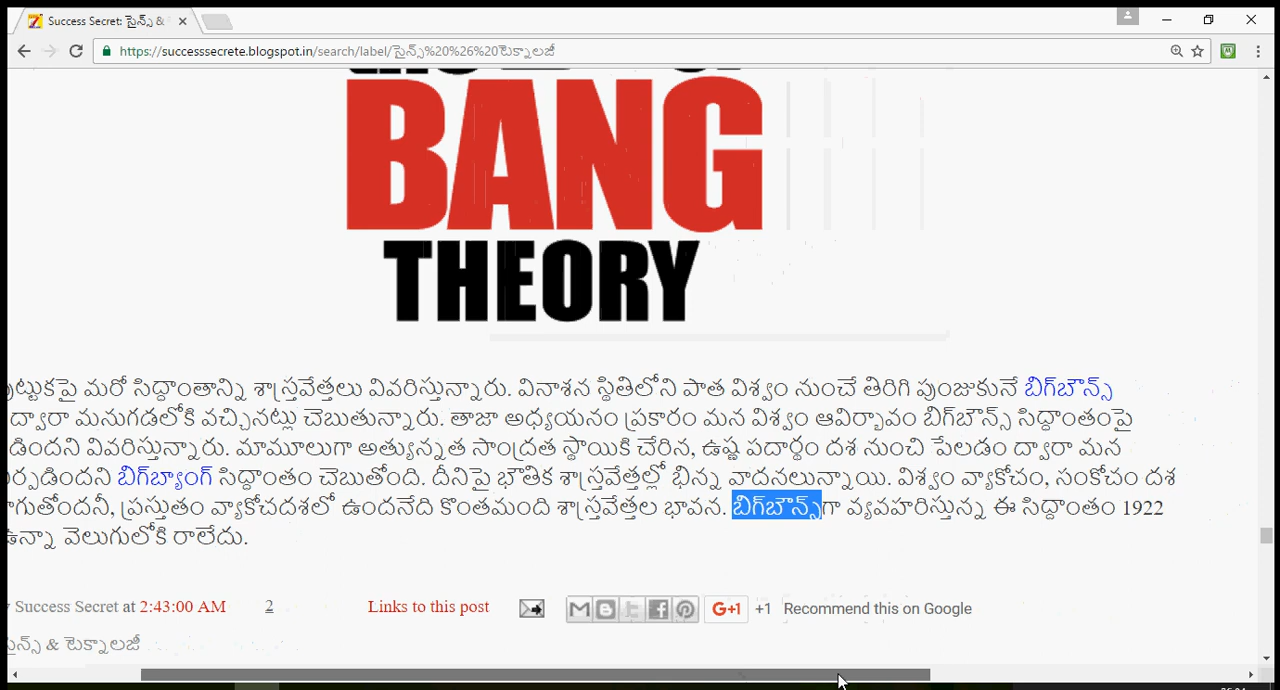 Success Secret: సైన్స్ &
https://successsecrete.blogspot.in/search/label/సైన్స్%20%26%20టెక్నాలజీ
BANG
THEORY
పుట్టుకపై మరో సిద్ధాంతాన్ని శాస్త్రవేత్తలు వివరిస్తున్నారు. వినాశన స్థితిలోని పాత విశ్వం నుంచే తిరిగి పుంజుకునే బిగ్‌బౌన్స్
ద్వారా మనుగడలోకి వచ్చినట్లు చెబుతున్నారు. తాజా అధ్యయనం ప్రకారం మన విశ్వం ఆవిర్భావం బిగ్‌బౌన్స్ సిద్ధాంతంపై
డిందని వివరిస్తున్నారు. మామూలుగా అత్యున్నత సాంద్రత స్థాయికి చేరిన, ఉష్ణ పదార్థం దశ నుంచి పేలడం ద్వారా మన
ర్పడిందని బిగ్‌బ్యాంగ్ సిద్ధాంతం చెబుతోంది. దీనిపై భౌతిక శాస్త్రవేత్తల్లో భిన్న వాదనలున్నాయి. విశ్వం వ్యాకోచం, సంకోచం దశ
ాగుతోందనీ, ప్రస్తుతం వ్యాకోచదశలో ఉందనేది కొంతమంది శాస్త్రవేత్తల భావన. బిగ్‌బౌన్స్‌గా వ్యవహరిస్తున్న ఈ సిద్ధాంతం 1922
ఉన్నా వెలుగులోకి రాలేదు.
y Success Secret at 2:43:00 AM 2 Links to this post G+1 +1 Recommend this on Google
సైన్స్ & టెక్నాలజీ